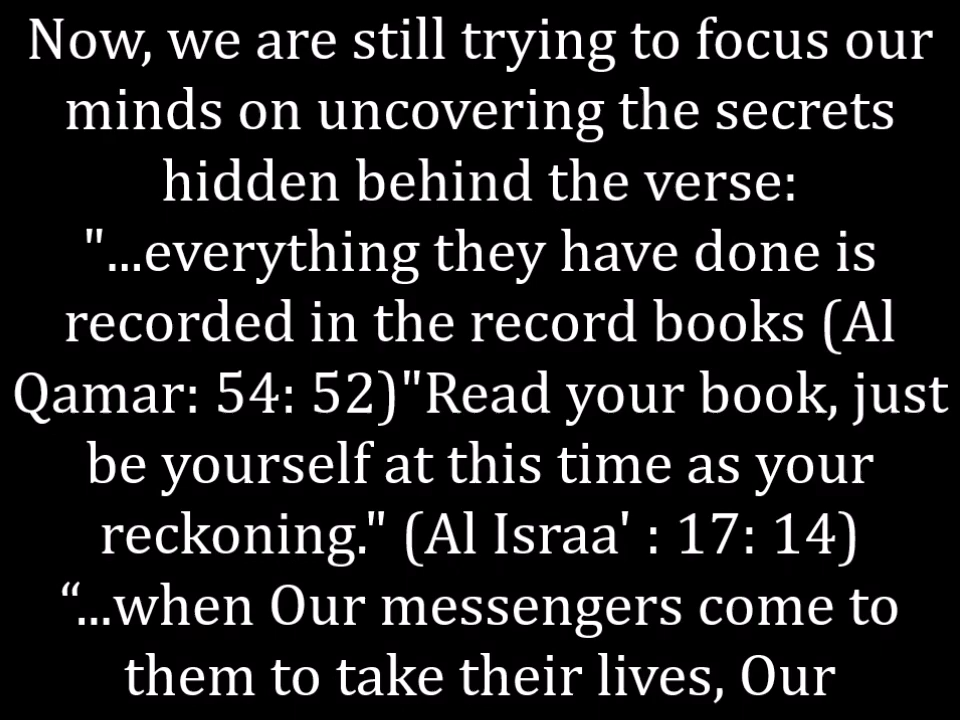 Now, we are still trying to focus our
minds on uncovering the secrets
hidden behind the verse:
"...everything they have done is
recorded in the record books (Al
Qamar: 54: 52)"Read your book, just
be yourself at this time as your
reckoning." (Al Israa' : 17: 14)
“...when Our messengers come to
them to take their lives, Our